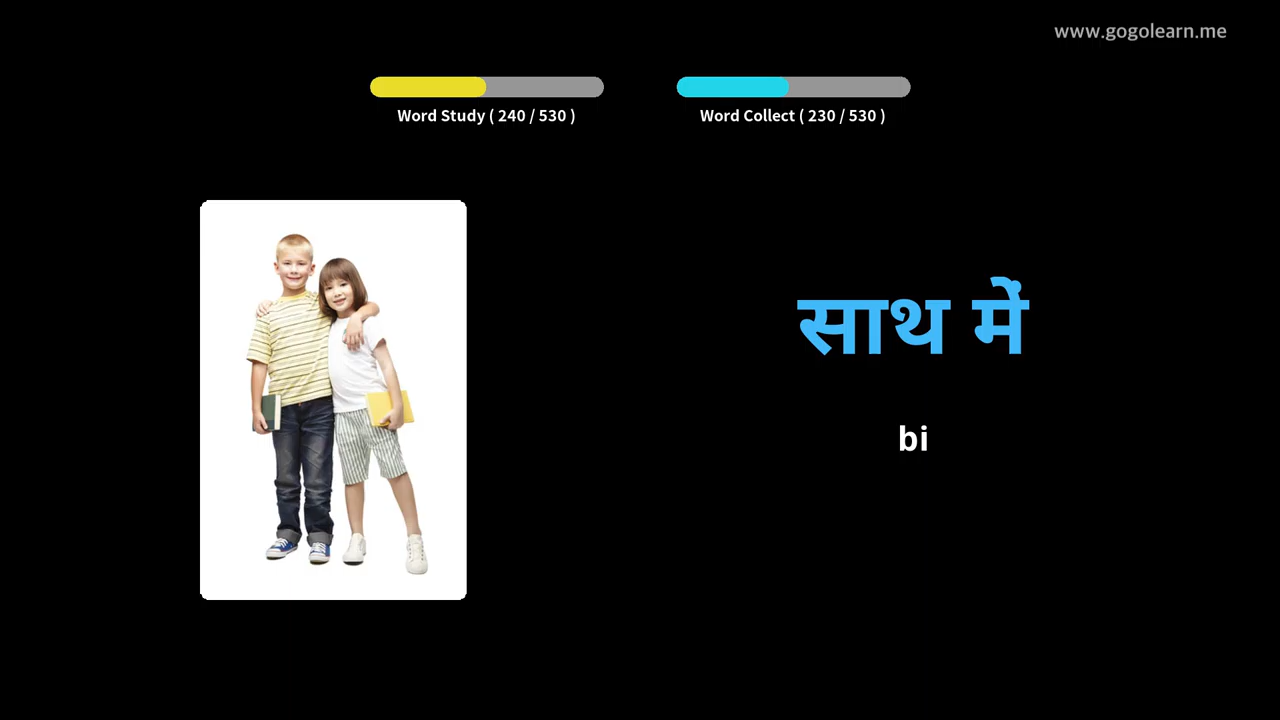 www.gogolearn.me
Word Study ( 240 / 530 )
Word Collect ( 230 / 530 )
साथ में
bi